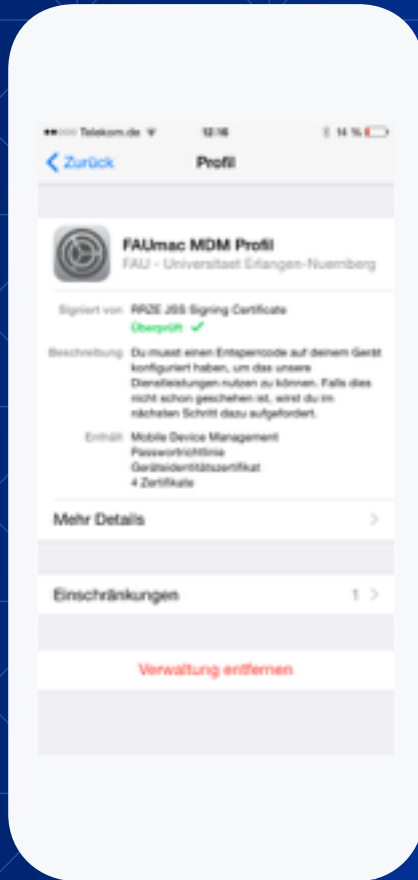 Telekom.de 12:16 14 %
Zurück Profil
FAUmac MDM Profil
FAU - Universitaet Erlangen-Nuernberg
Signiert von RRZE JSS Signing Certificate
Überprüft ✓
Beschreibung Du musst einen Entsperrcode auf deinem Gerät
konfiguriert haben, um das unsere
Dienstleistungen nutzen zu können. Falls dies
nicht schon geschehen ist, wirst du im
nächsten Schritt dazu aufgefordert.
Enthält Mobile Device Management
Passwortrichtlinie
Geräteidentitätszertifikat
4 Zertifikate
Mehr Details
Einschränkungen 1
Verwaltung entfernen